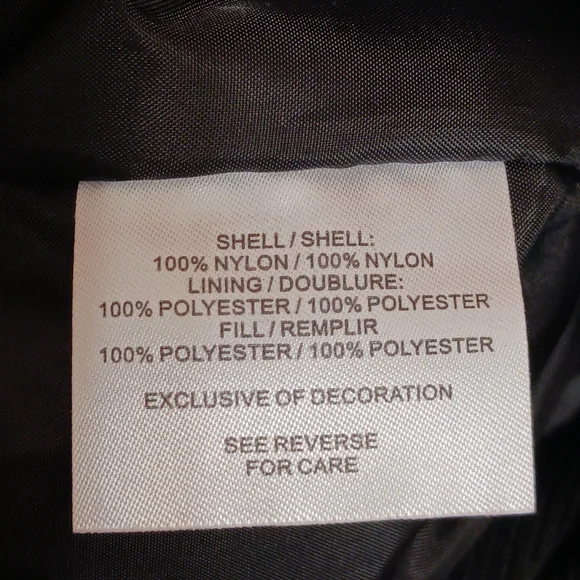 SHELL / SHELL:
100% NYLON / 100% NYLON
LINING / DOUBLURE:
100% POLYESTER / 100% POLYESTER
FILL / REMPLIR
100% POLYESTER / 100% POLYESTER
EXCLUSIVE OF DECORATION
SEE REVERSE
FOR CARE